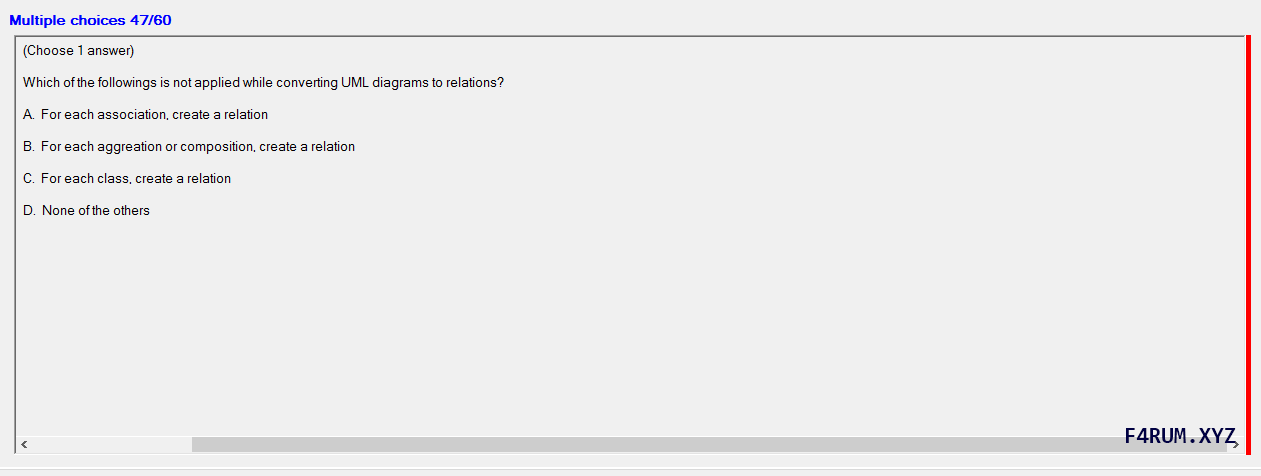 Multiple choices 47/60
(Choose 1 answer)
Which of the followings is not applied while converting UML diagrams to relations?
A. For each association, create a relation
B. For each aggreation or composition, create a relation
C. For each class, create a relation
D. None of the others
F4RUM.XYZ